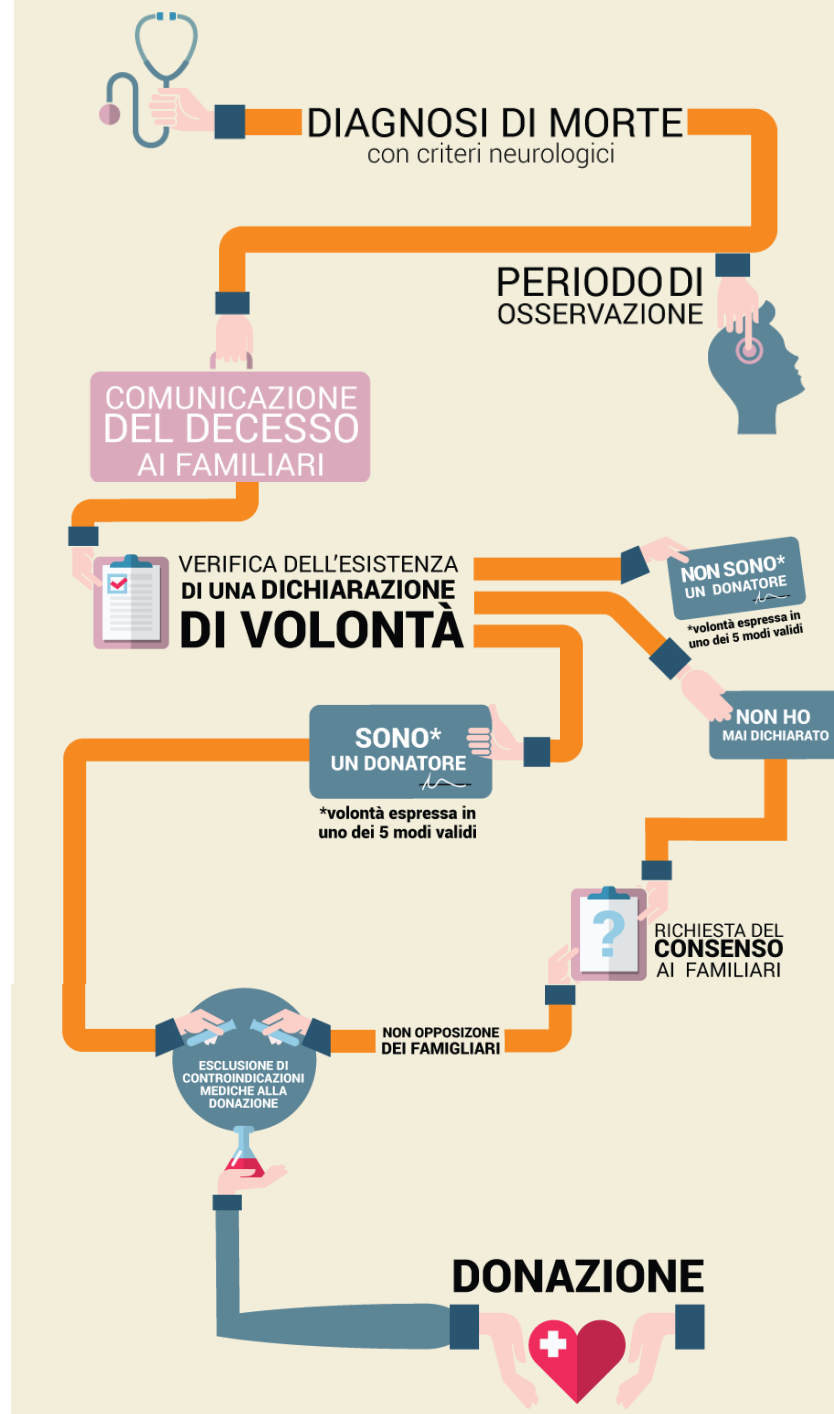 DIAGNOSI DI MORTE
con criteri neurologici
PERIODO DI
OSSERVAZIONE
COMUNICAZIONE
DEL DECESSO
AI FAMILIARI
VERIFICA DELL'ESISTENZA
DI UNA DICHIARAZIONE
DI VOLONTÀ
NON SONO*
UN DONATORE
*volontà espressa in
uno dei 5 modi validi
NON HO
MAI DICHIARATO
SONO*
UN DONATORE
*volontà espressa in
uno dei 5 modi validi
?
RICHIESTA DEL
CONSENSO
AI FAMILIARI
NON OPPOSIZONE
DEI FAMIGLIARI
ESCLUSIONE DI
CONTROINDICAZIONI
MEDICHE ALLA
DONAZIONE
DONAZIONE